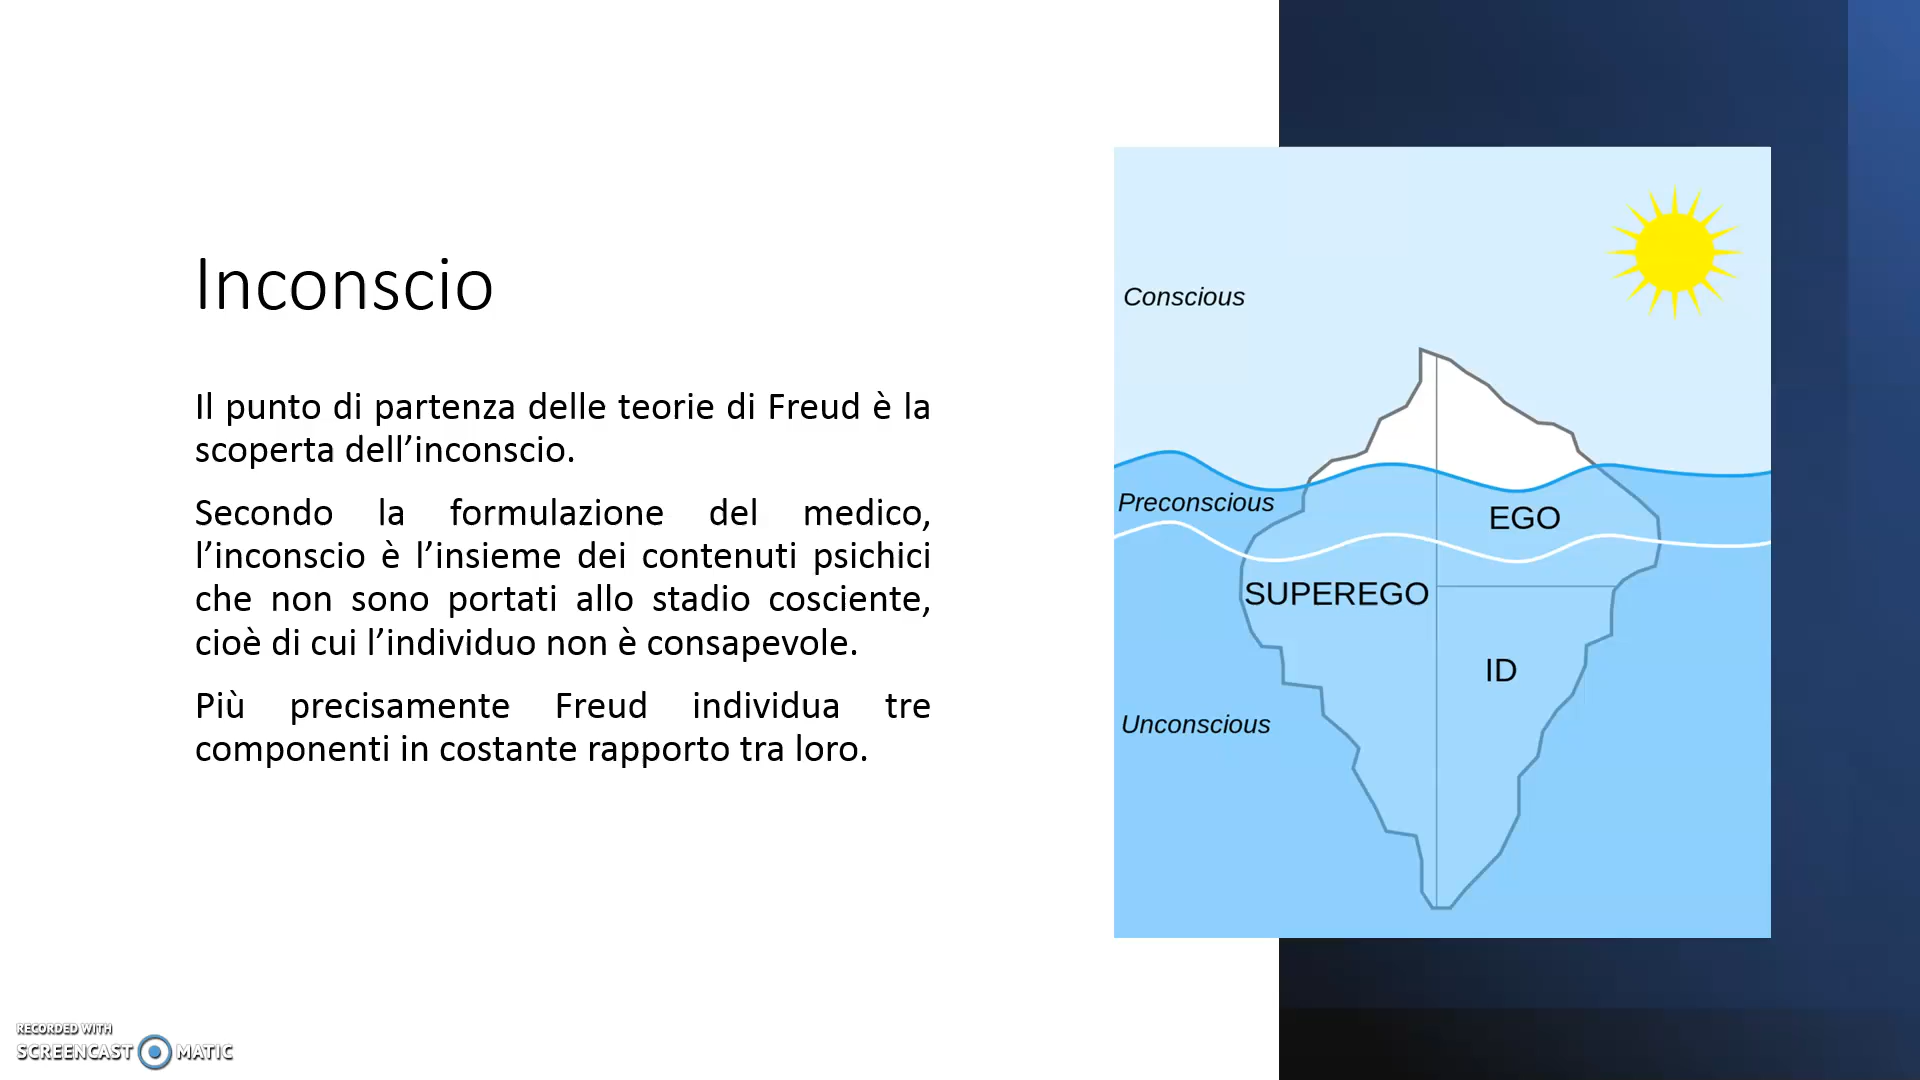 Inconscio
Il punto di partenza delle teorie di Freud è la
scoperta dell’inconscio.
Secondo la formulazione del medico,
l’inconscio è l’insieme dei contenuti psichici
che non sono portati allo stadio cosciente,
cioè di cui l’individuo non è consapevole.
Più precisamente Freud individua tre
componenti in costante rapporto tra loro.
Conscious
Preconscious
EGO
SUPEREGO
ID
Unconscious
RECORDED WITH
SCREENCAST MATIC